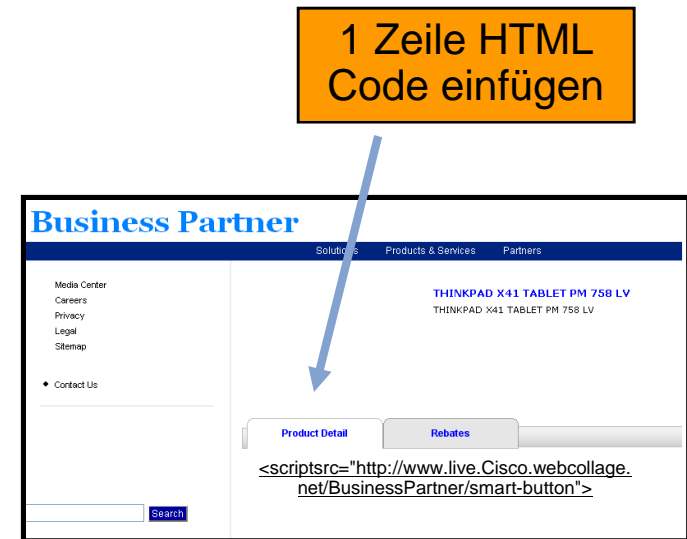 1 Zeile HTML
Code einfügen
Business Partner
Solutions Products & Services Partners
Media Center
Careers
Privacy
Legal
Sitemap
Contact Us
THINKPAD X41 TABLET PM 758 LV
THINKPAD X41 TABLET PM 758 LV
Product Detail Rebates
<scriptsrc="http://www.live.Cisco.webcollage.
net/BusinessPartner/smart-button">
Search